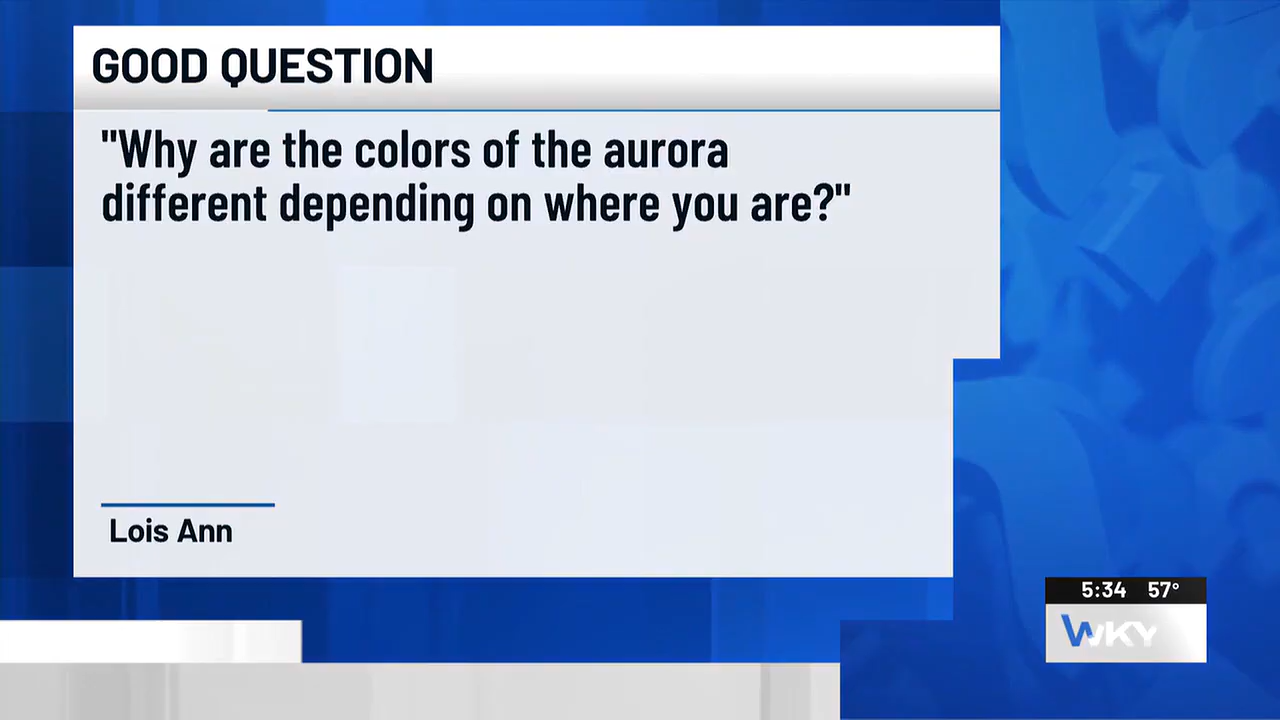 GOOD QUESTION
"Why are the colors of the aurora
different depending on where you are?"
Lois Ann
5:34 57°
WKY